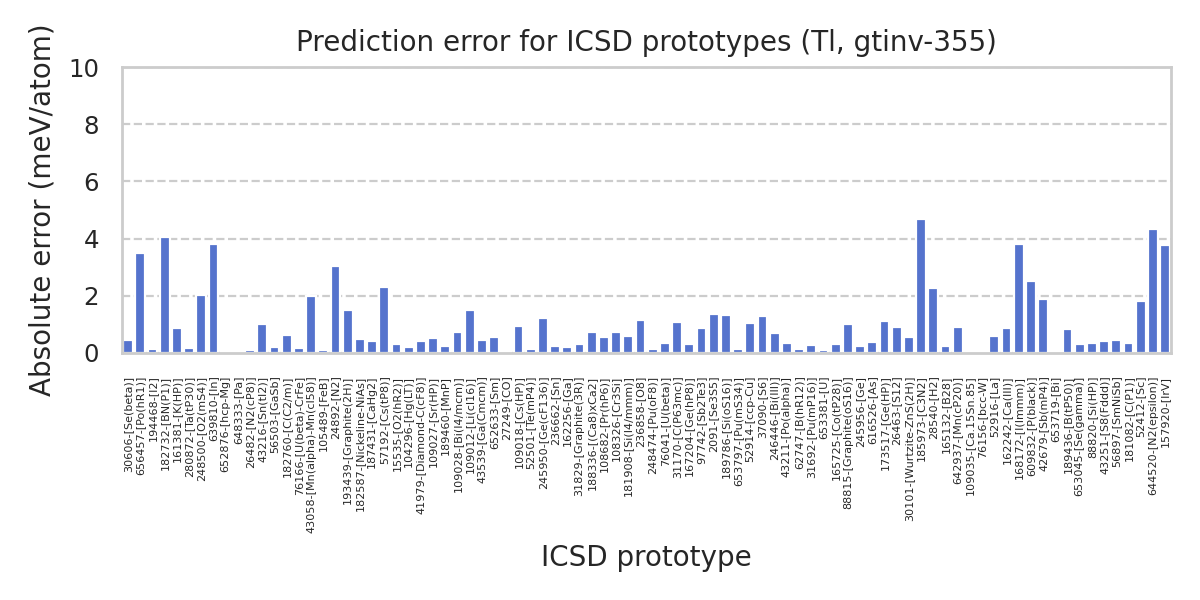 Prediction error for ICSD prototypes (Tl, gtinv-355)
Absolute error (meV/atom)
10
8
6
4
2
0
30606-[Se(beta)]
656457-[Po(hR1)]
194468-[I2]
182732-[BN(P1)]
16381-[K(HP)]
280872-[Ta(tP30)]
248500-[O2(mS4)]
639810-[In]
652876-[hcp-Mg]
648333-[Pa]
26482-[N2(cP8)]
43216-[Sn(tI2)]
56503-[GaSb]
182760-[C(C2/m)]
76166-[U(beta)-CrFe]
43058-[Mn(alpha)-Mn(cI58)]
105489-[FeB]
24892-[N2]
193439-[Graphite(2H)]
182587-[Nickeline-NiAs]
187431-[CaHg2]
57192-[Cs(tP8)]
15535-[O2(hR2)]
104296-[Hg(LT)]
41979-[Diamond-C(cF8)]
109027-[Sr(HP)]
189460-[MnP]
109028-[Bi(I4/mcm)]
109012-[Li(cI16)]
43539-[Ga(Cmcm)]
652633-[Sm]
27249-[CO]
109018-[Cs(HP)]
52501-[Te(mP4)]
245950-[Ge(cF136)]
236662-[Sn]
162256-[Ga]
31829-[Graphite(3R)]
188336-[(Ca8)xCa2]
108682-[Pr(hP6)]
108326-[Cr3Si]
181908-[Si(I4/mmm)]
236858-[O8]
248474-[Pu(oF8)]
76041-[U(beta)]
31170-[C(P63mc)]
167204-[Ge(hP8)]
97742-[Sb2Te3]
2091-[Se3S5]
189786-[Si(oS16)]
653797-[Pu(mS34)]
52914-[ccp-Cu]
37090-[S6]
246446-[Bi(III)]
43211-[Po(alpha)]
62747-[B(hR12)]
31692-[Pu(mP16)]
653381-[U]
165725-[Co(tP28)]
88815-[Graphite(oS16)]
245956-[Ge]
616526-[As]
173517-[Ge(HP)]
26463-[S12]
30101-[Wurtzite-ZnS(2H)]
185973-[C3N2]
28540-[H2]
165132-[B28]
642937-[Mn(cP20)]
109035-[Ca.15Sn.85]
76156-[bcc-W]
52916-[La]
162242-[Ca(III)]
168172-[I(Immm)]
609832-[P(black)]
42679-[Sb(mP4)]
189436-[B(tP50)]
653719-[Bi]
653045-[Se(gamma)]
88820-[Si(HP)]
43251-[S8(Fddd)]
56897-[SmNiSb]
181082-[C(P1)]
52412-[Sc]
644520-[N2(epsilon)]
157920-[IrV]
ICSD prototype